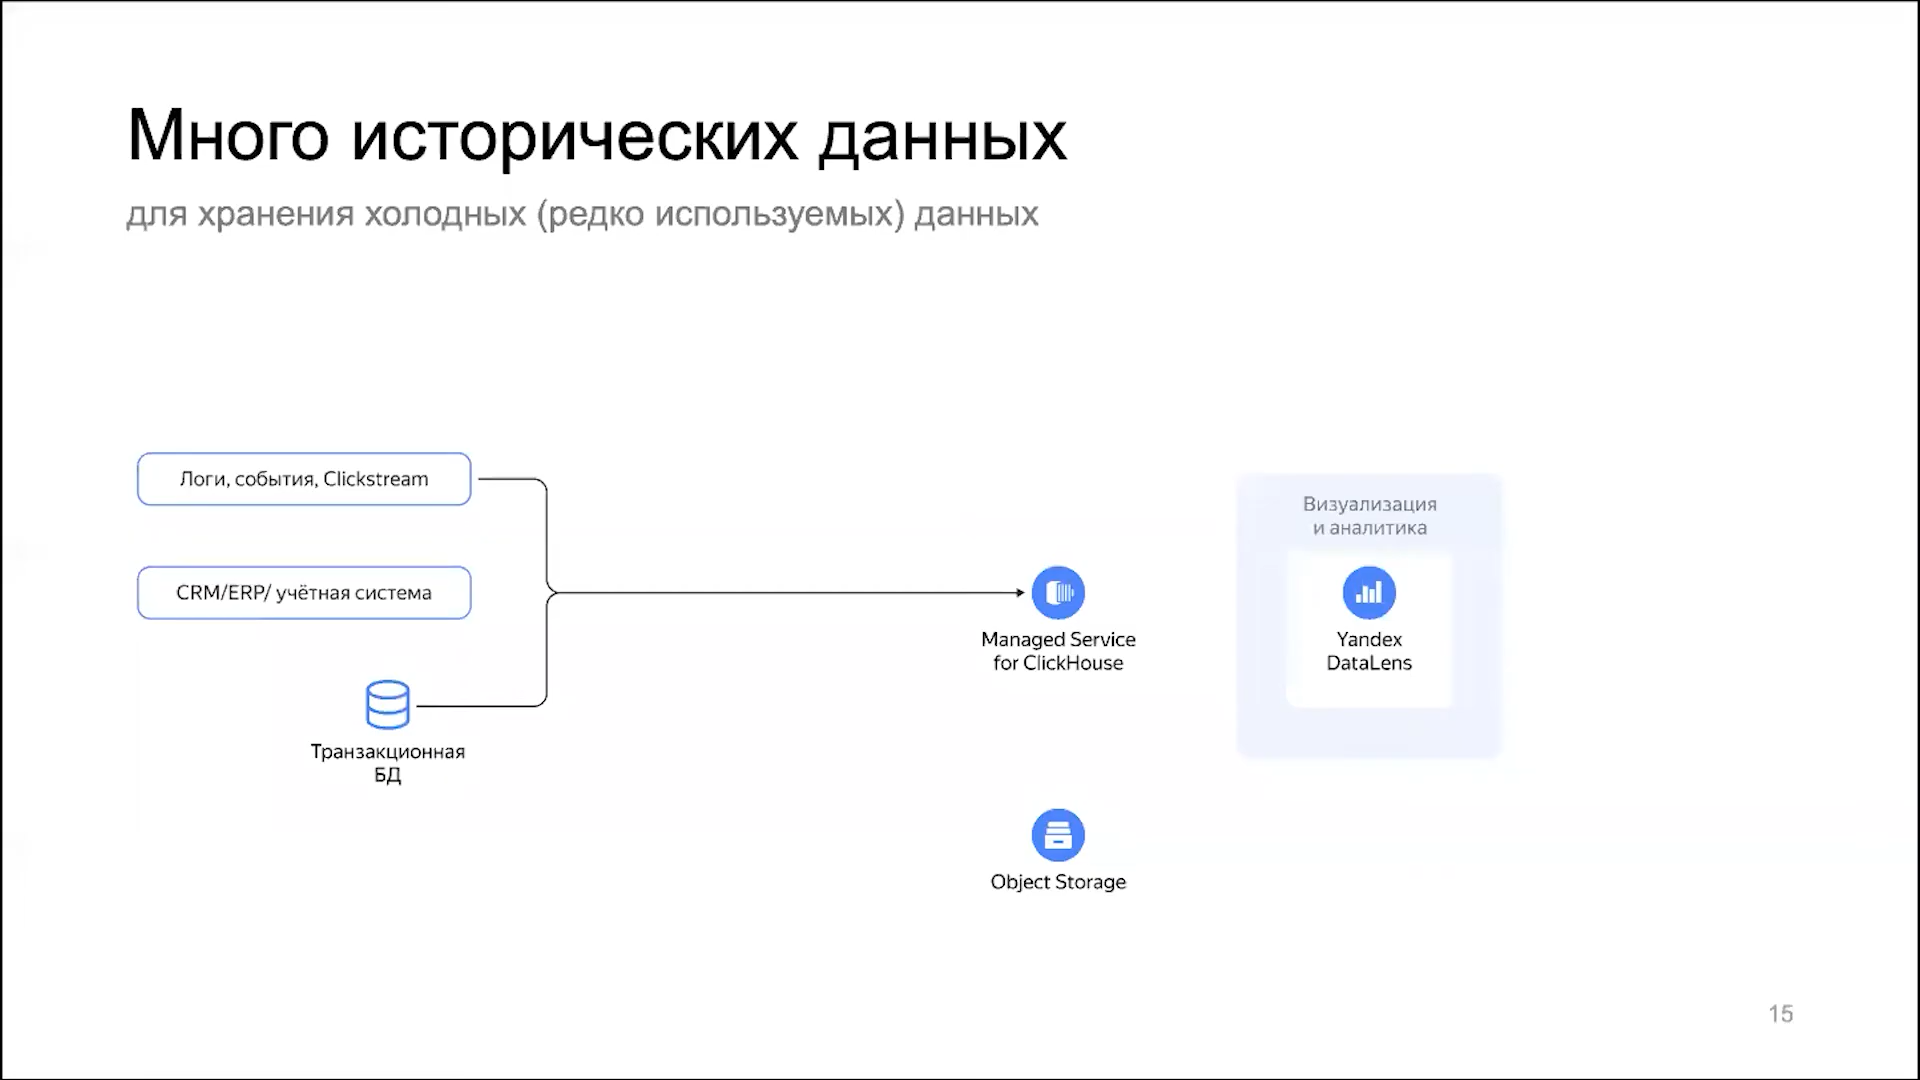 Много исторических данных
для хранения холодных (редко используемых) данных
Логи, события, Clickstream
CRM/ERP/ учётная система
Транзакционная
БД
Managed Service
for ClickHouse
Object Storage
Визуализация
и аналитика
Yandex
DataLens
15